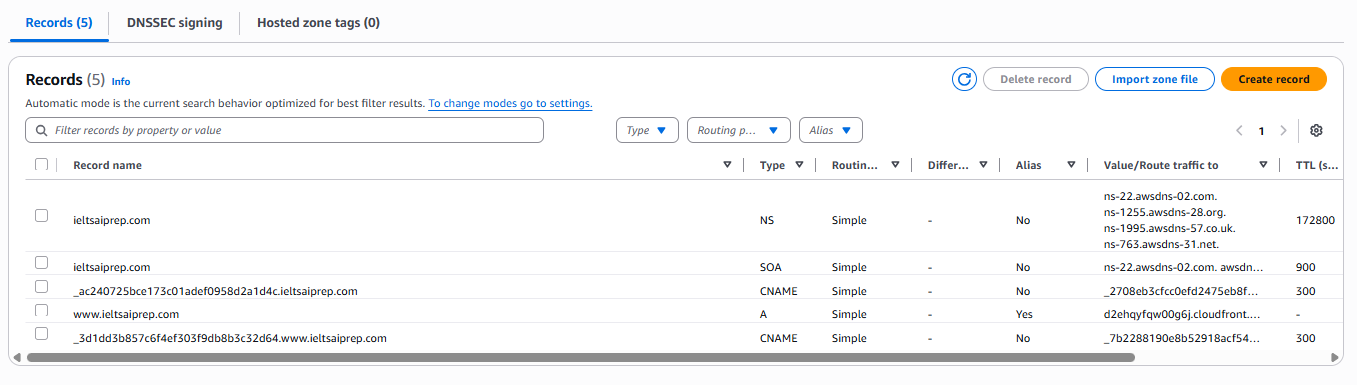 Records (5) DNSSEC signing Hosted zone tags (0)
Records (5) Info
Delete record Import zone file Create record
Automatic mode is the current search behavior optimized for best filter results. To change modes go to settings.
Filter records by property or value Type Routing p... Alias 1
Record name Type Routin... Differ... Alias Value/Route traffic to TTL (s...
ieltsaiprep.com NS Simple - No ns-22.awsdns-02.com. 172800
ns-1255.awsdns-28.org.
ns-1995.awsdns-57.co.uk.
ns-763.awsdns-31.net.
ieltsaiprep.com SOA Simple - No ns-22.awsdns-02.com. awsdn... 900
_ac240725bce173c01adef0958d2a1d4c.ieltsaiprep.com CNAME Simple - No _2708eb3cfcc0efd2475eb8f... 300
www.ieltsaiprep.com A Simple - Yes d2ehqyfqw00g6j.cloudfront.... -
_3d1dd3b857c6f4ef303f9db8b3c32d64.www.ieltsaiprep.com CNAME Simple - No _7b2288190e8b52918acf54... 300